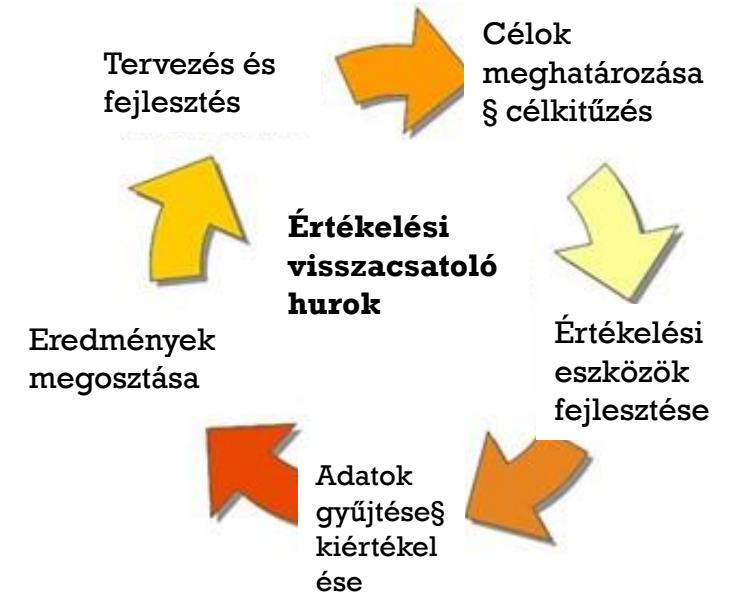 Tervezés és
fejlesztés
Célok
meghatározása
§ célkitűzés
Értékelési
visszacsatoló
hurok
Eredmények
megosztása
Értékelési
eszközök
fejlesztése
Adatok
gyűjtése§
kiértékel
ése